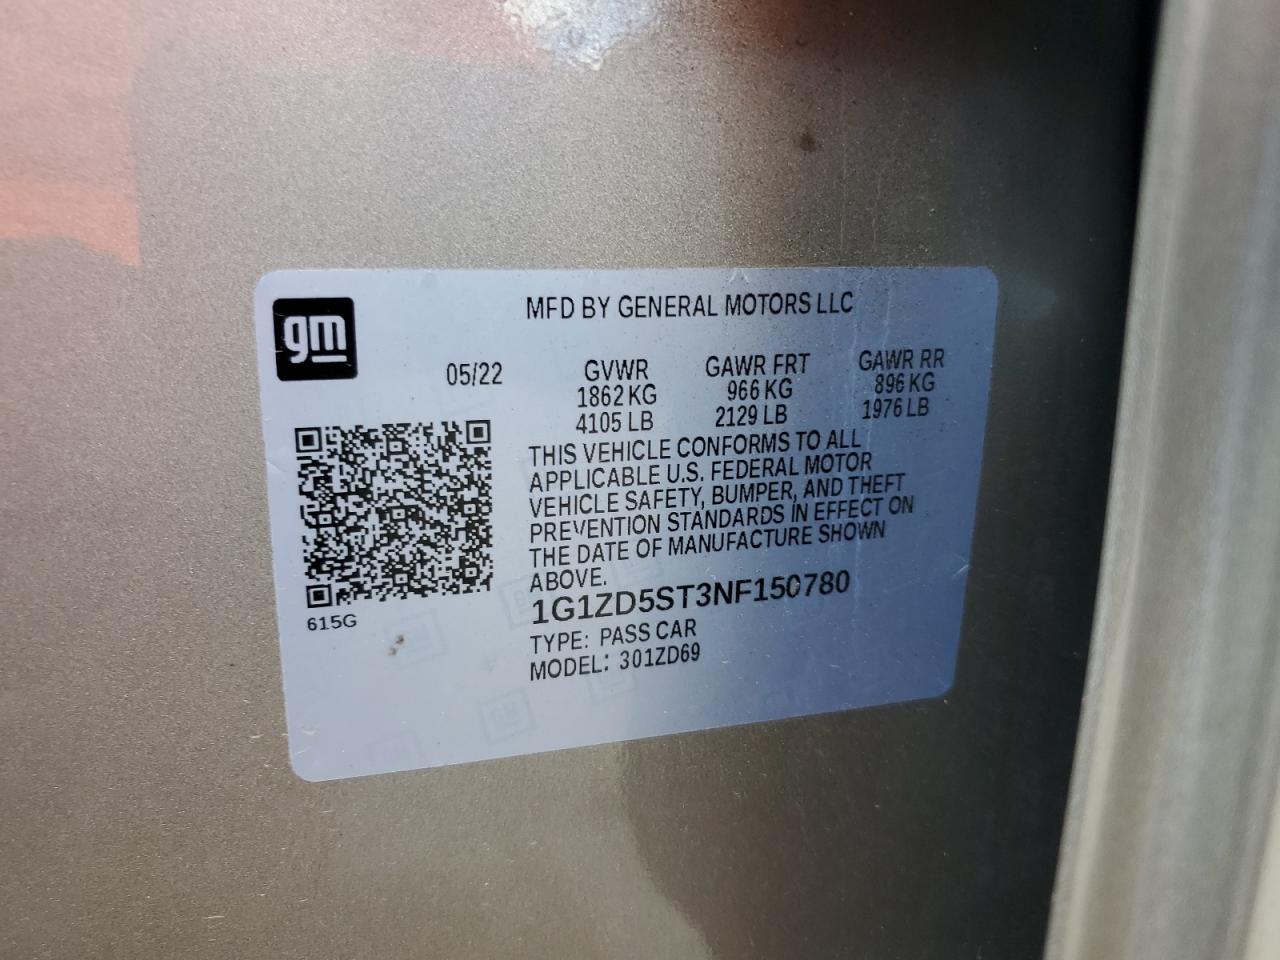 gm
MFD BY GENERAL MOTORS LLC
05/22 GVWR GAWR FRT GAWR RR
1862 KG 966 KG 896 KG
4105 LB 2129 LB 1976 LB
THIS VEHICLE CONFORMS TO ALL
APPLICABLE U.S. FEDERAL MOTOR
VEHICLE SAFETY, BUMPER, AND THEFT
PREVENTION STANDARDS IN EFFECT ON
THE DATE OF MANUFACTURE SHOWN
ABOVE.
1G1ZD5ST3NF150780
TYPE: PASS CAR
MODEL: 301ZD69
615G